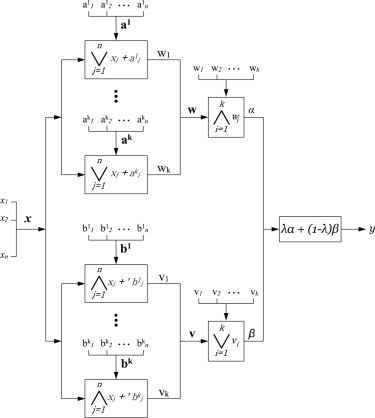 a¹₁ a¹₂ ··· a¹ₙ
a¹
n
⋁ xⱼ + a¹ⱼ
j=1
w₁
w₁ w₂ ··· wₖ
aᵏ₁ aᵏ₂ ··· aᵏₙ
aᵏ
w
k
⋀ wᵢ
i=1
α
n
⋁ xⱼ + aᵏⱼ
j=1
wₖ
x₁
x₂
xₙ
x
λα + (1-λ)β
y
b¹₁ b¹₂ ··· b¹ₙ
b¹
n
⋀ xⱼ +′ b¹ⱼ
j=1
v₁
v₁ v₂ ··· vₖ
bᵏ₁ bᵏ₂ ··· bᵏₙ
bᵏ
v
k
⋁ vᵢ
i=1
β
n
⋀ xⱼ +′ bᵏⱼ
j=1
vₖ